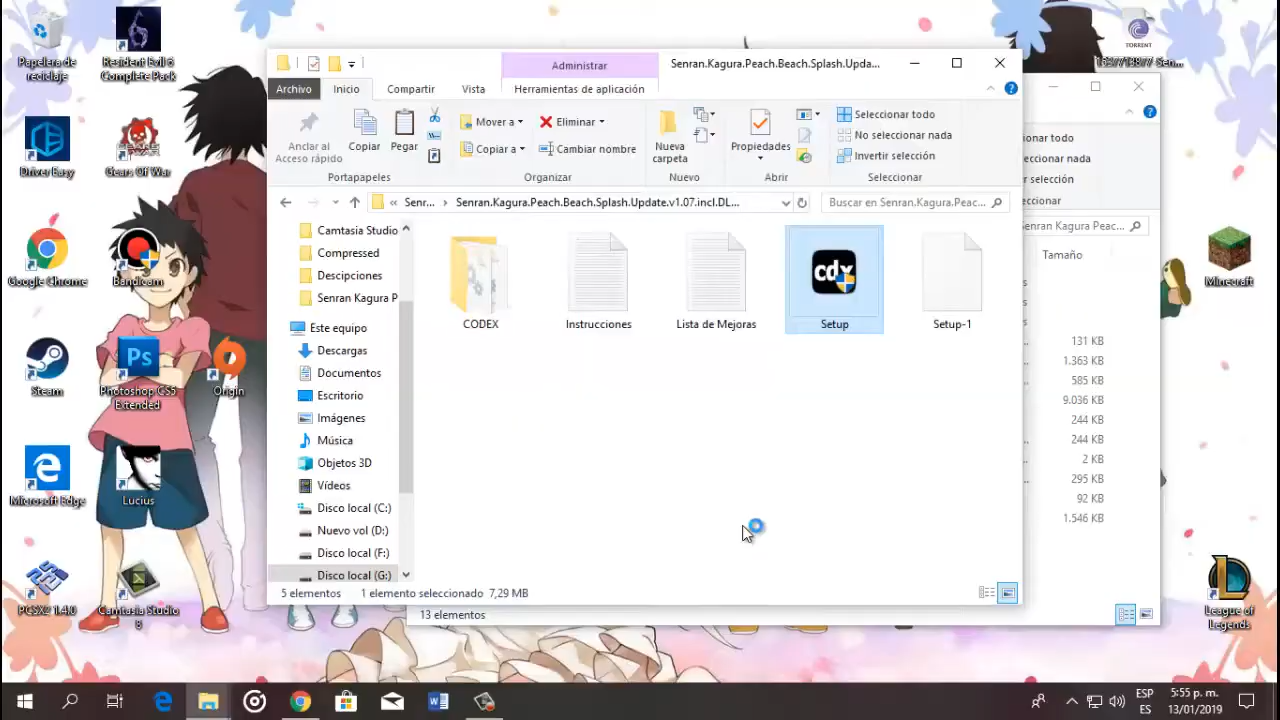 Papelera de
reciclaje
Resident Evil 6
Complete Pack
Driver Easy
Gears Of War
Google Chrome
Bandicam
Steam
Ps
Photoshop CS5
Extended
Origin
Microsoft Edge
Lucius
PCSX2 1.4.0
Camtasia Studio
8
Administrar
Senran.Kagura.Peach.Beach.Splash.Upda...
Archivo
Inicio
Compartir
Vista
Herramientas de aplicación
Anclar al
Acceso rápido
Copiar
Pegar
Portapapeles
Mover a
Copiar a
Eliminar
Cambiar nombre
Organizar
Nueva
carpeta
Nuevo
Propiedades
Abrir
Seleccionar todo
No seleccionar nada
Invertir selección
Seleccionar
« Senr... › Senran.Kagura.Peach.Beach.Splash.Update.v1.07.incl.DL...
Buscar en Senran.Kagura.Peac...
Camtasia Studio
Compressed
Descipciones
Senran Kagura P
Este equipo
Descargas
Documentos
Escritorio
Imágenes
Música
Objetos 3D
Vídeos
Disco local (C:)
Nuevo vol (D:)
Disco local (F:)
Disco local (G:)
CODEX
Instrucciones
Lista de Mejoras
Setup
Setup-1
5 elementos
1 elemento seleccionado 7,29 MB
13 elementos
TORRENT
ionar todo
eccionar nada
selección
cionar
Senran Kagura Peac...
Tamaño
131 KB
1.363 KB
585 KB
9.036 KB
244 KB
244 KB
2 KB
295 KB
92 KB
1.546 KB
Minecraft
League of
Legends
ESP
ES
5:55 p. m.
13/01/2019